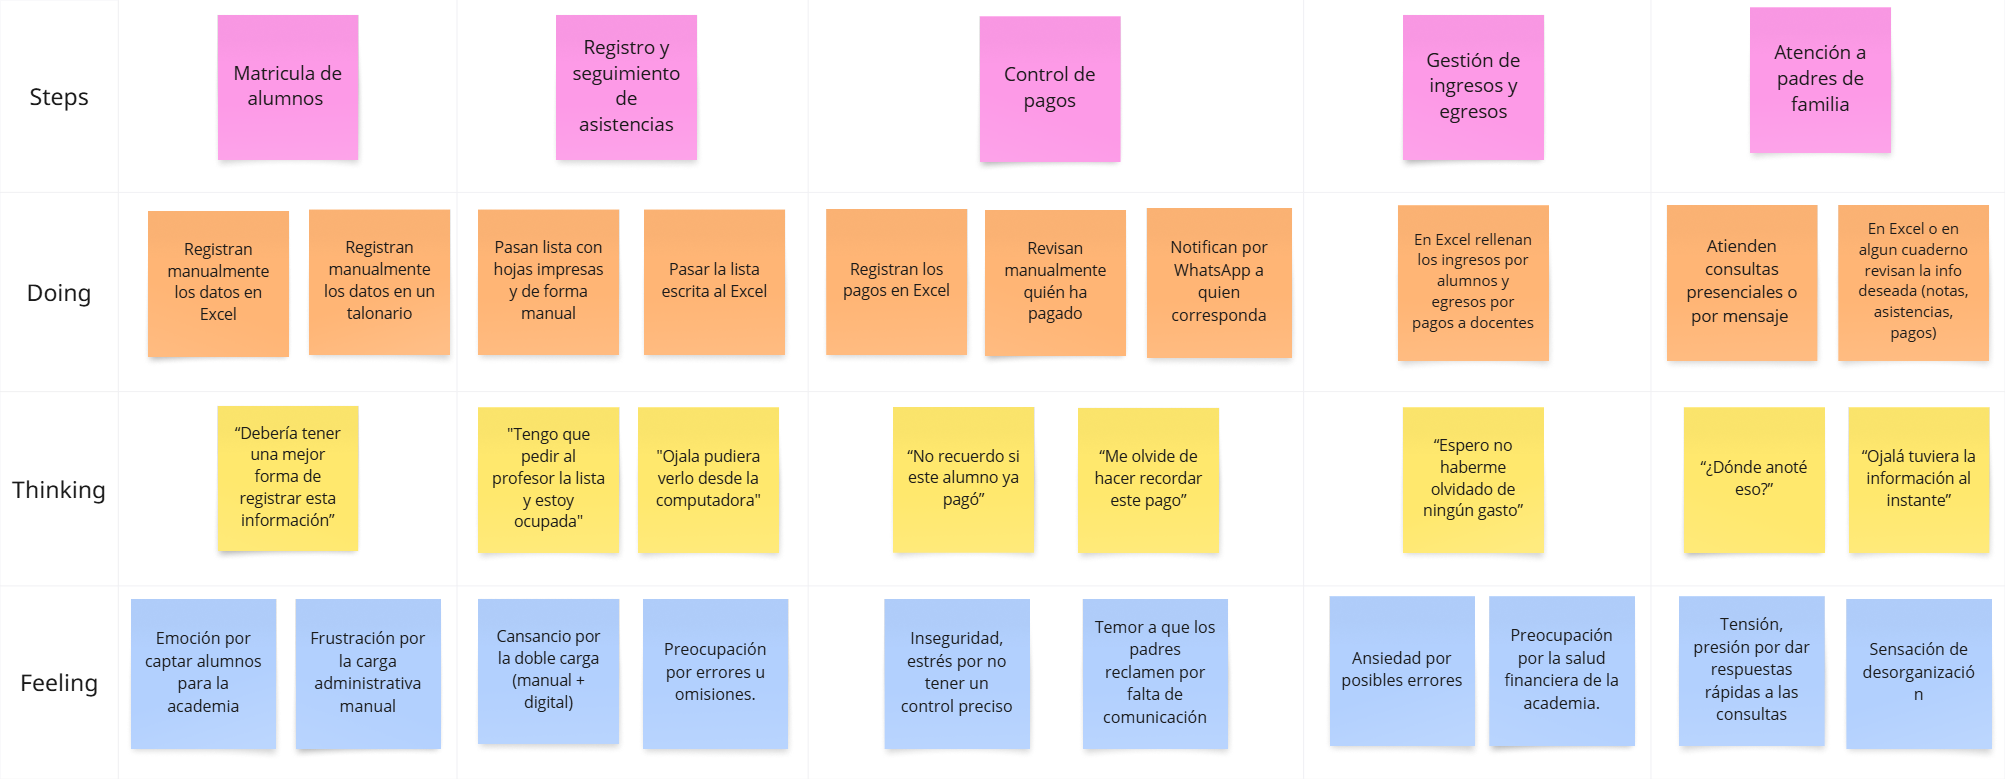 Steps
Matricula de
alumnos
Registro y
seguimiento
de
asistencias
Control de
pagos
Gestión de
ingresos y
egresos
Atención a
padres de
familia
Doing
Registran
manualmente
los datos en
Excel
Registran
manualmente
los datos en un
talonario
Pasan lista con
hojas impresas
y de forma
manual
Pasar la lista
escrita al Excel
Registran los
pagos en Excel
Revisan
manualmente
quién ha
pagado
Notifican por
WhatsApp a
quien
corresponda
En Excel rellenan
los ingresos por
alumnos y
egresos por
pagos a docentes
Atienden
consultas
presenciales o
por mensaje
En Excel o en
algun cuaderno
revisan la info
deseada (notas,
asistencias,
pagos)
Thinking
“Debería tener
una mejor
forma de
registrar esta
información”
"Tengo que
pedir al
profesor la lista
y estoy
ocupada"
"Ojala pudiera
verlo desde la
computadora"
“No recuerdo si
este alumno ya
pagó”
“Me olvide de
hacer recordar
este pago”
“Espero no
haberme
olvidado de
ningún gasto”
“¿Dónde anoté
eso?”
“Ojalá tuviera la
información al
instante”
Feeling
Emoción por
captar alumnos
para la
academia
Frustración por
la carga
administrativa
manual
Cansancio por
la doble carga
(manual +
digital)
Preocupación
por errores u
omisiones.
Inseguridad,
estrés por no
tener un
control preciso
Temor a que los
padres
reclamen por
falta de
comunicación
Ansiedad por
posibles errores
Preocupación
por la salud
financiera de la
academia.
Tensión,
presión por dar
respuestas
rápidas a las
consultas
Sensación de
desorganizació
n